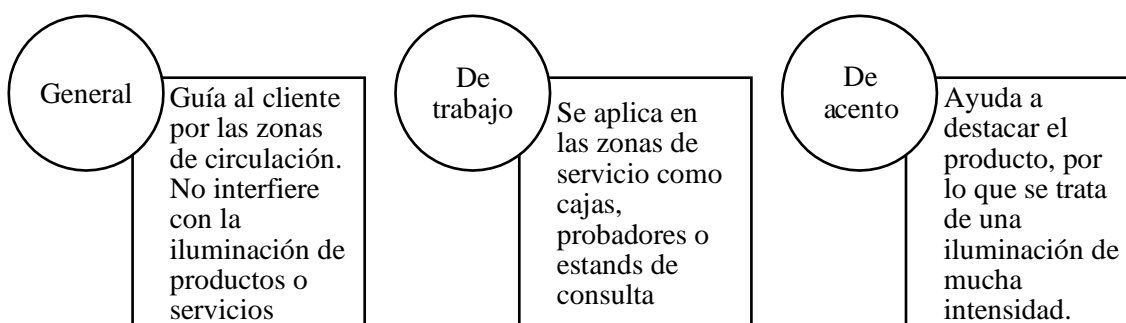 General
Guía al cliente
por las zonas
de circulación.
No interfiere
con la
iluminación de
productos o
servicios
De
trabajo
Se aplica en
las zonas de
servicio como
cajas,
probadores o
estands de
consulta
De
acento
Ayuda a
destacar el
producto, por
lo que se trata
de una
iluminación de
mucha
intensidad.